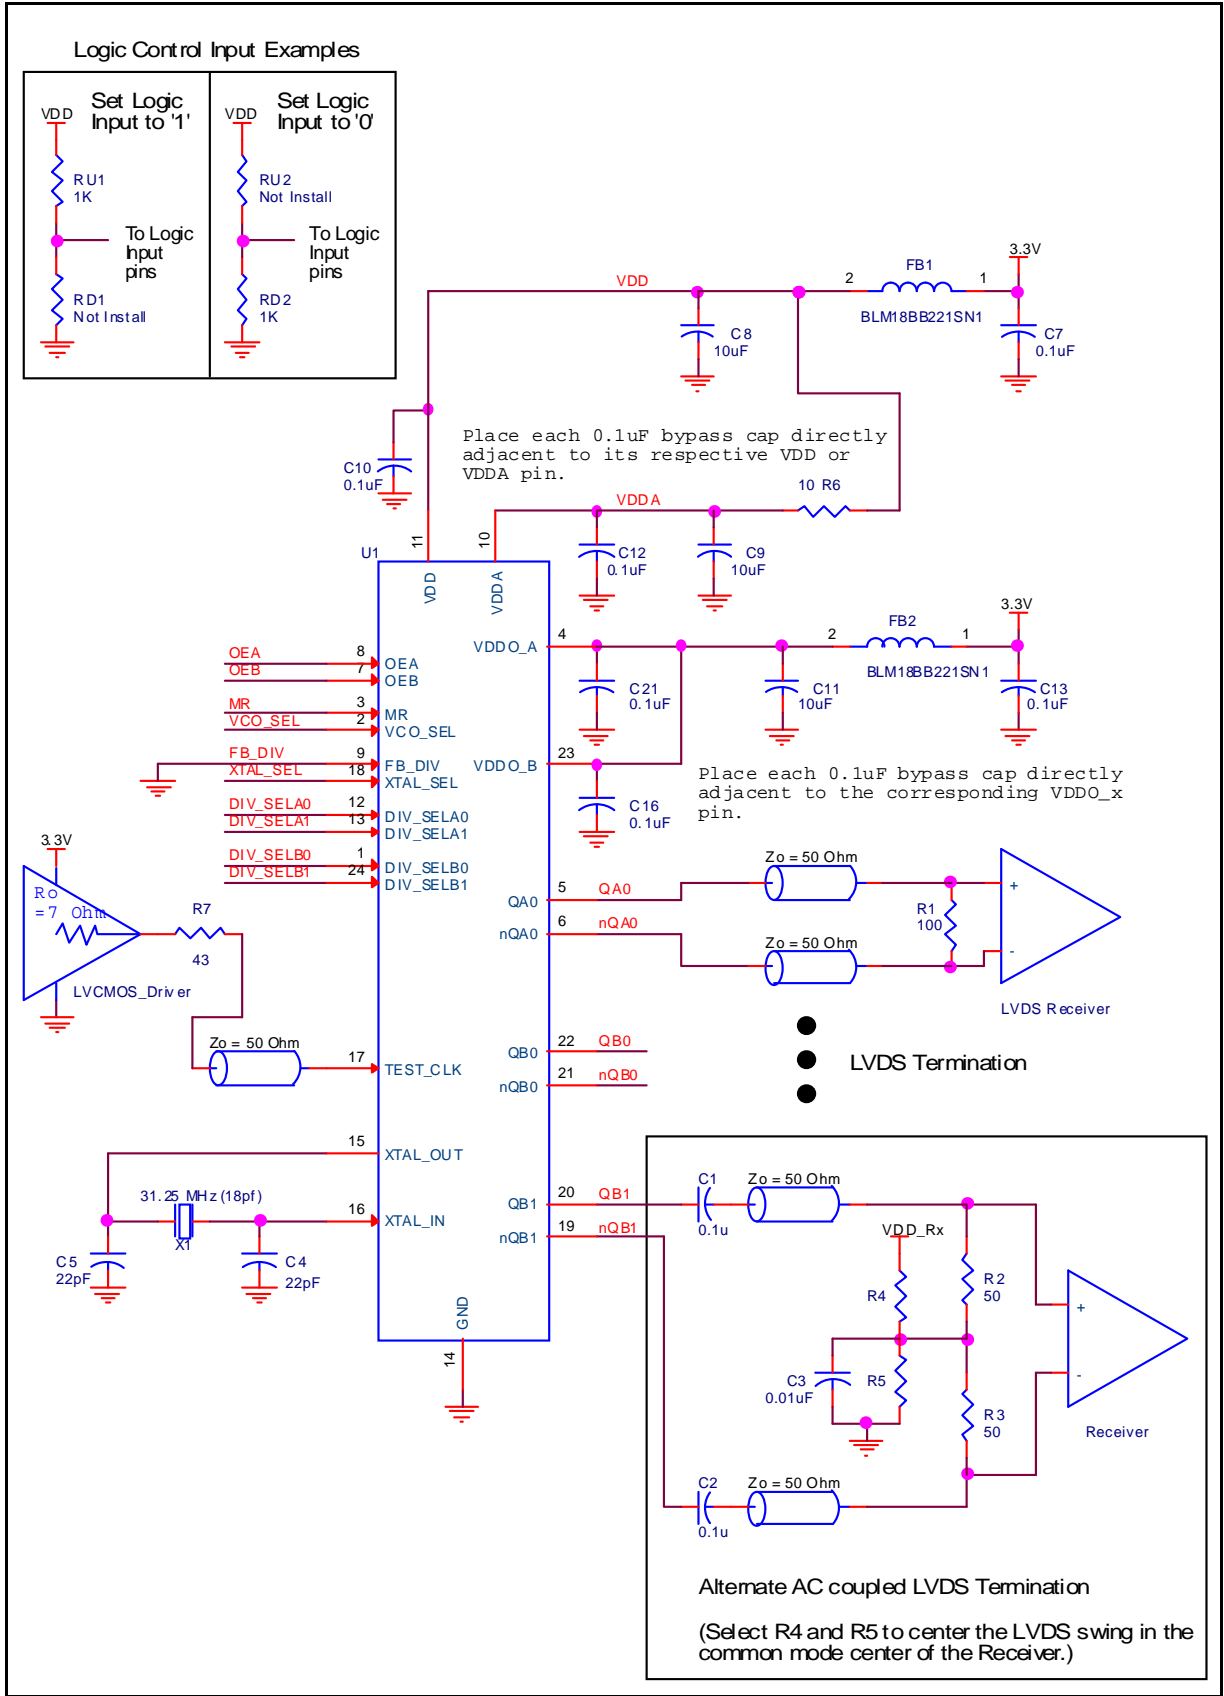 Logic Control Input Examples
Set Logic
Input to '1'
VDD
RU1
1K
To Logic
Input
pins
RD1
Not Install
Set Logic
Input to '0'
VDD
RU2
Not Install
To Logic
Input
pins
RD2
1K
VDD
2
FB1
1
BLM18BB221SN1
3.3V
C8
10uF
C7
0.1uF
C10
0.1uF
Place each 0.1uF bypass cap directly
adjacent to its respective VDD or
VDDA pin.
VDDA
10 R6
C12
0.1uF
C9
10uF
U1
11
10
VDD
VDDA
3.3V
FB2
2
1
BLM18BB221SN1
4
VDDO_A
C21
0.1uF
C11
10uF
C13
0.1uF
23
VDDO_B
C16
0.1uF
Place each 0.1uF bypass cap directly
adjacent to the corresponding VDDO_x
pin.
OEA
8
OEA
OEB
7
OEB
MR
3
MR
VCO_SEL
2
VCO_SEL
FB_DIV
9
FB_DIV
XTAL_SEL
18
XTAL_SEL
DIV_SELA0
12
DIV_SELA0
DIV_SELA1
13
DIV_SELA1
DIV_SELB0
1
DIV_SELB0
DIV_SELB1
24
DIV_SELB1
3.3V
Ro
=7 Ohm
R7
43
LVCMOS_Driver
Zo = 50 Ohm
17
TEST_CLK
QA0
5
QA0
nQA0
6
nQA0
Zo = 50 Ohm
Zo = 50 Ohm
R1
100
+
-
LVDS Receiver
QB0
22
QB0
nQB0
21
nQB0
LVDS Termination
15
XTAL_OUT
31.25 MHz (18pf)
X1
16
XTAL_IN
C5
22pF
C4
22pF
QB1
20
QB1
nQB1
19
nQB1
GND
14
C1
0.1u
Zo = 50 Ohm
VDD_Rx
R4
R2
50
C3
0.01uF
R5
R3
50
+
-
Receiver
C2
0.1u
Zo = 50 Ohm
Alternate AC coupled LVDS Termination
(Select R4 and R5 to center the LVDS swing in the
common mode center of the Receiver.)